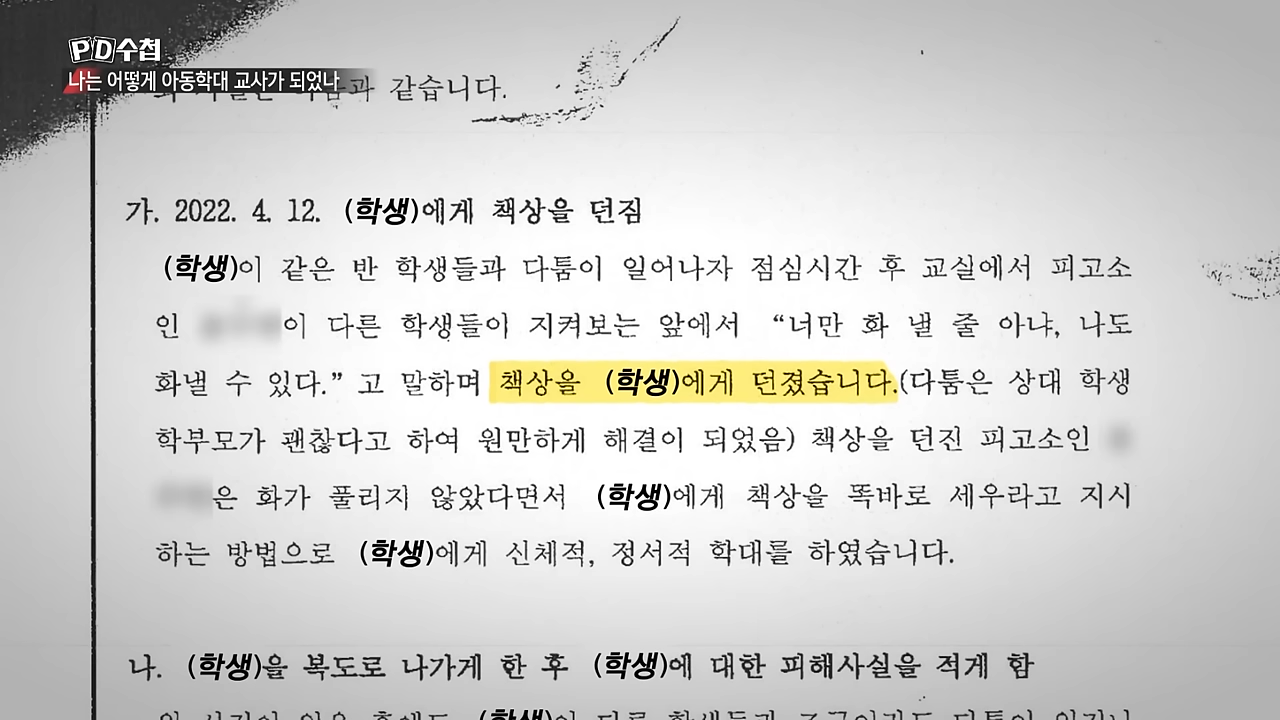 PD수첩
나는 어떻게 아동학대 교사가 되었나
같습니다.
가. 2022. 4. 12. (학생)에게 책상을 던짐
(학생)이 같은 반 학생들과 다툼이 일어나자 점심시간 후 교실에서 피고소
인 이 다른 학생들이 지켜보는 앞에서 “너만 화 낼 줄 아냐, 나도
화낼 수 있다.” 고 말하며 책상을 (학생)에게 던졌습니다.(다툼은 상대 학생
학부모가 괜찮다고 하여 원만하게 해결이 되었음) 책상을 던진 피고소인
은 화가 풀리지 않았다면서 (학생)에게 책상을 똑바로 세우라고 지시
하는 방법으로 (학생)에게 신체적, 정서적 학대를 하였습니다.
나. (학생)을 복도로 나가게 한 후 (학생)에 대한 피해사실을 적게 함
(학생)이 다른 학생들과